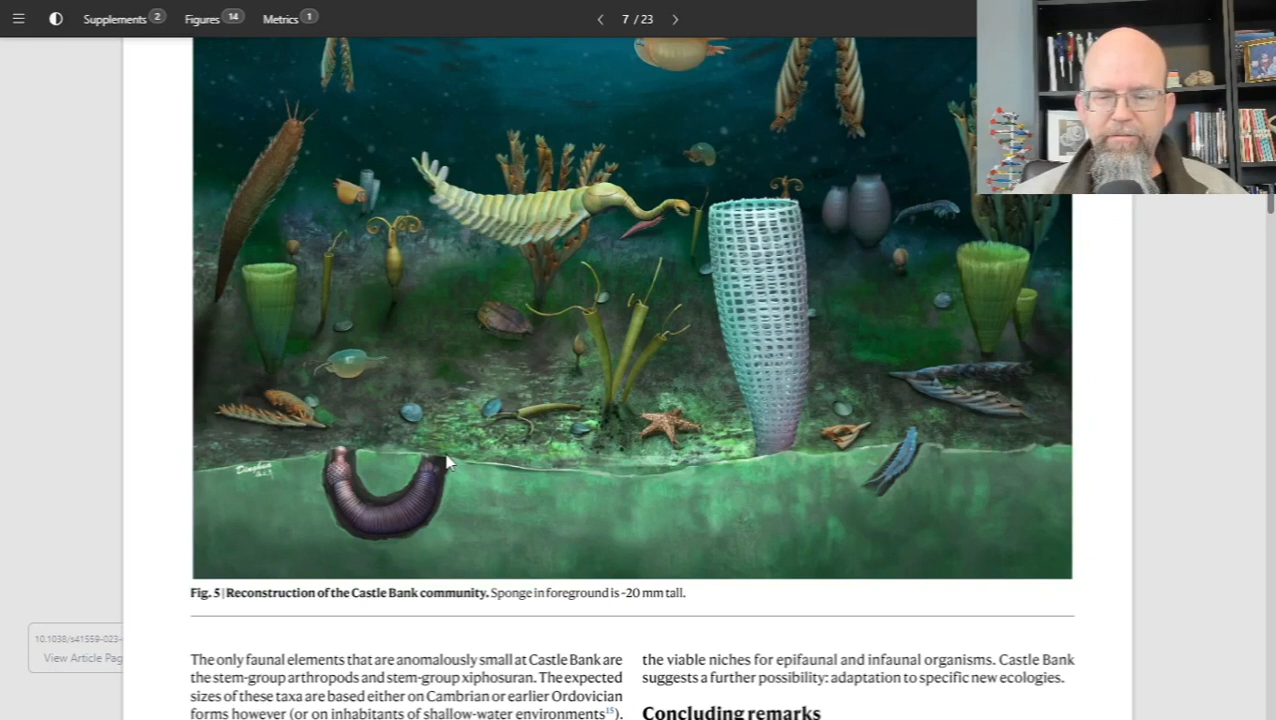 Supplements 2 Figures 14 Metrics 1 7 / 23
Fig. 5 | Reconstruction of the Castle Bank community. Sponge in foreground is ~20 mm tall.
10.1038/s41559-023-
View Article Pag
The only faunal elements that are anomalously small at Castle Bank are
the stem-group arthropods and stem-group xiphosuran. The expected
sizes of these taxa are based either on Cambrian or earlier Ordovician
forms however (or on inhabitants of shallow-water environments¹⁵).
the viable niches for epifaunal and infaunal organisms. Castle Bank
suggests a further possibility: adaptation to specific new ecologies.
Concluding remarks